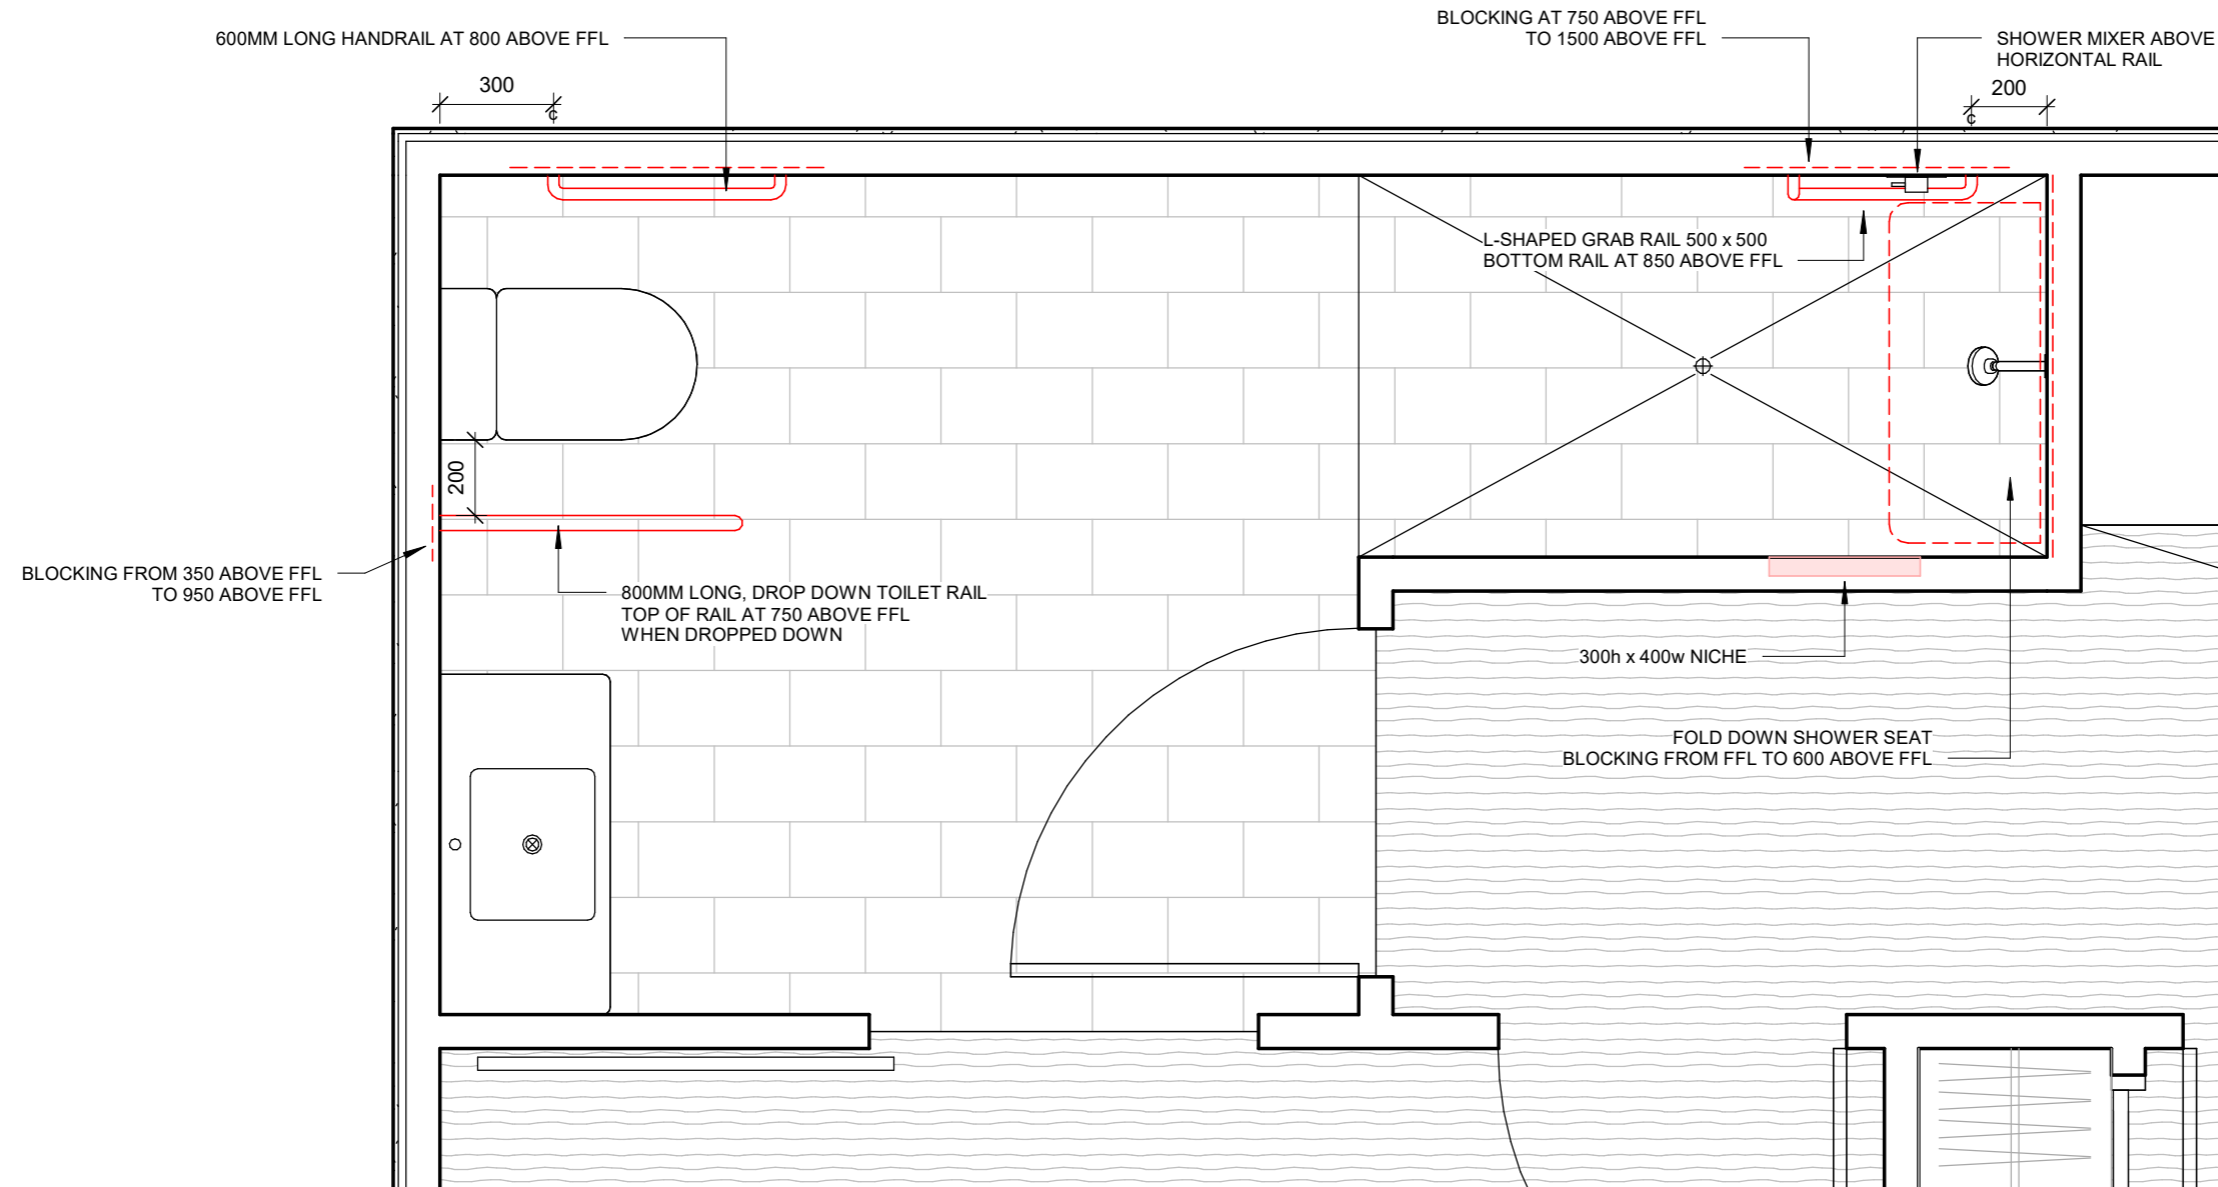 BLOCKING AT 750 ABOVE FFL
TO 1500 ABOVE FFL
600MM LONG HANDRAIL AT 800 ABOVE FFL
SHOWER MIXER ABOVE
HORIZONTAL RAIL
300
200
L-SHAPED GRAB RAIL 500 x 500
BOTTOM RAIL AT 850 ABOVE FFL
200
BLOCKING FROM 350 ABOVE FFL
TO 950 ABOVE FFL
800MM LONG, DROP DOWN TOILET RAIL
TOP OF RAIL AT 750 ABOVE FFL
WHEN DROPPED DOWN
300h x 400w NICHE
FOLD DOWN SHOWER SEAT
BLOCKING FROM FFL TO 600 ABOVE FFL